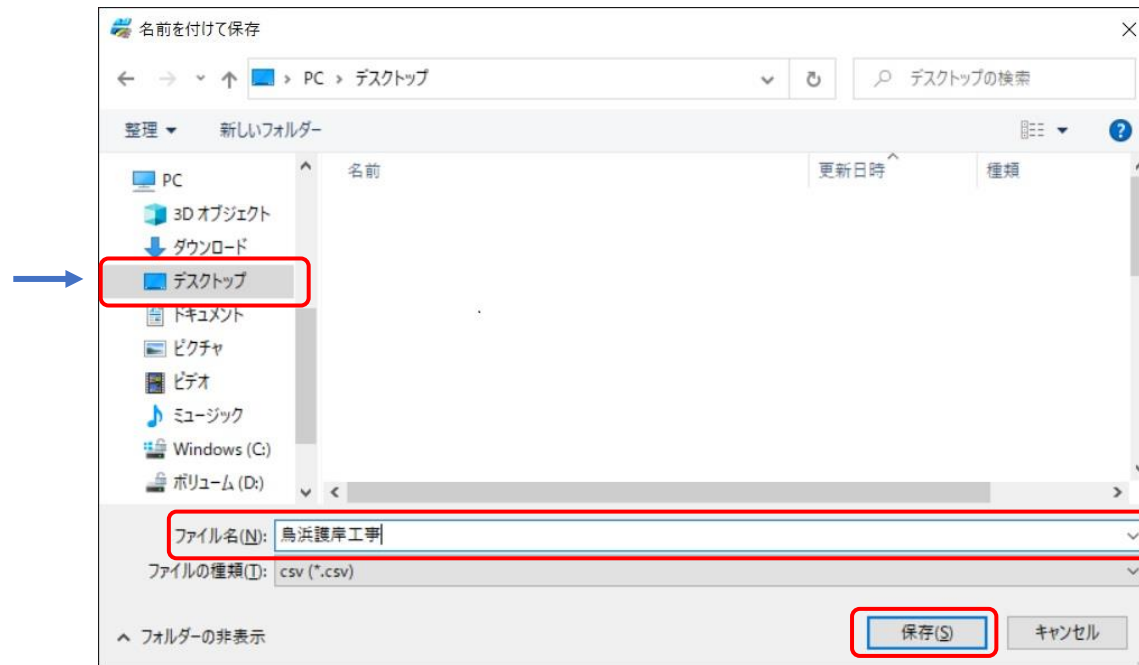 名前を付けて保存
PC › デスクトップ
デスクトップの検索
整理
新しいフォルダー
名前
更新日時
種類
PC
3D オブジェクト
ダウンロード
デスクトップ
ドキュメント
ピクチャ
ビデオ
ミュージック
Windows (C:)
ボリューム (D:)
ファイル名(N): 鳥浜護岸工事
ファイルの種類(T): csv (*.csv)
フォルダーの非表示
保存(S)
キャンセル